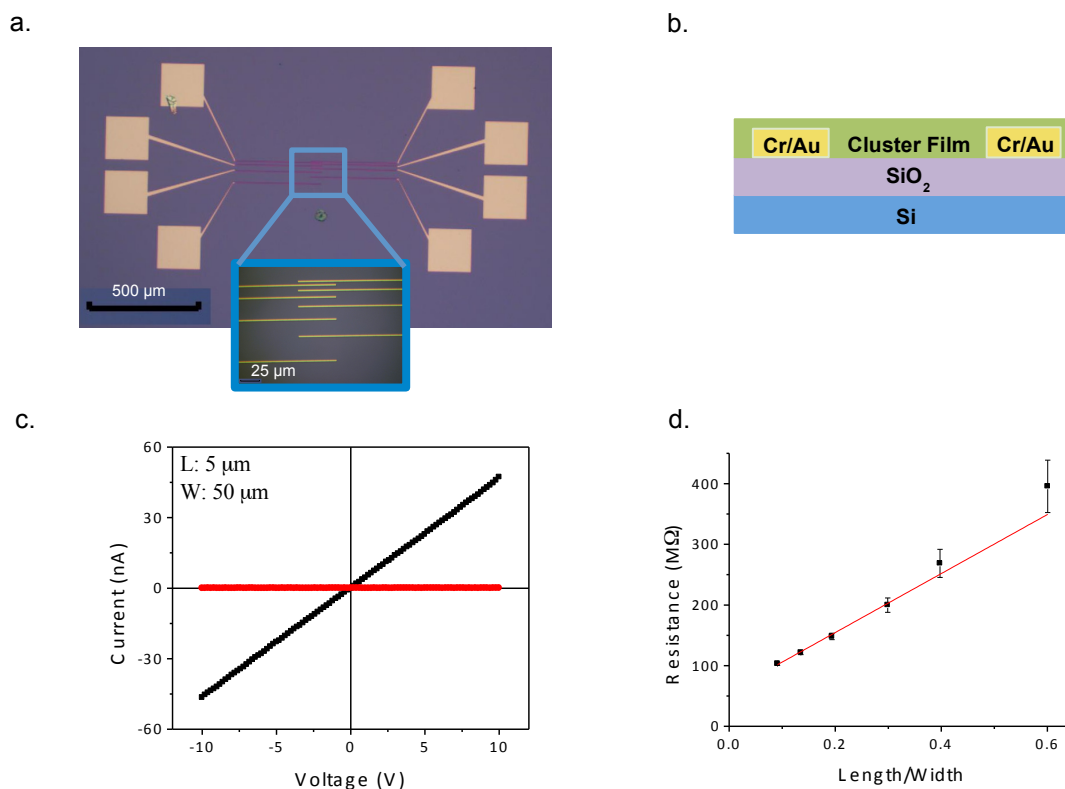 a.
500 µm
25 µm
b.
Cr/Au Cluster Film Cr/Au
SiO2
Si
c.
L: 5 µm
W: 50 µm
60
30
0
-30
-60
-10 -5 0 5 10
Current (nA)
Voltage (V)
d.
400
300
200
100
0
0.0 0.2 0.4 0.6
Resistance (MΩ)
Length/Width